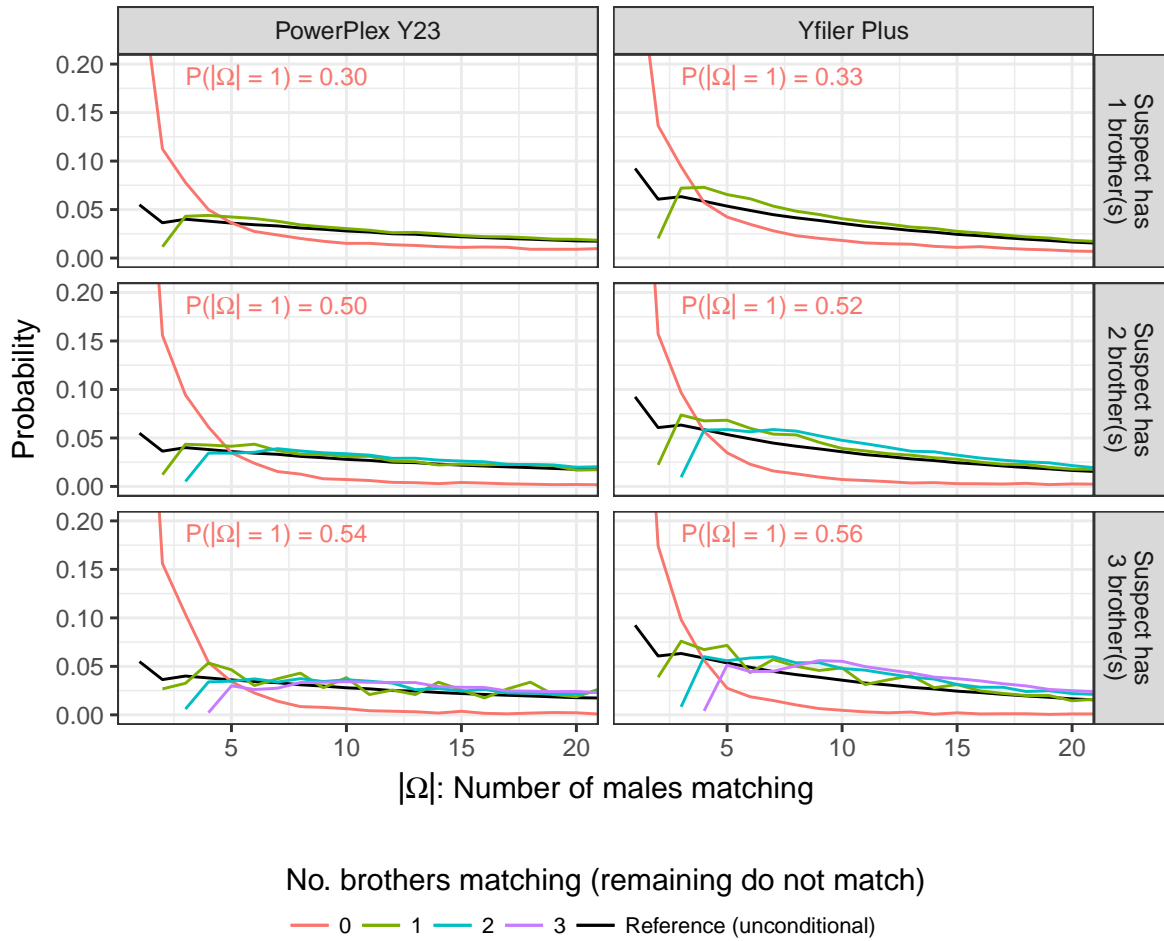 PowerPlex Y23
Yfiler Plus
0.20
0.15
0.10
0.05
0.00
P(|Ω| = 1) = 0.30
P(|Ω| = 1) = 0.33
Suspect has
1 brother(s)
0.20
0.15
0.10
0.05
0.00
P(|Ω| = 1) = 0.50
P(|Ω| = 1) = 0.52
Suspect has
2 brother(s)
0.20
0.15
0.10
0.05
0.00
P(|Ω| = 1) = 0.54
P(|Ω| = 1) = 0.56
Suspect has
3 brother(s)
Probability
5 10 15 20
5 10 15 20
|Ω|: Number of males matching
No. brothers matching (remaining do not match)
0 1 2 3 Reference (unconditional)